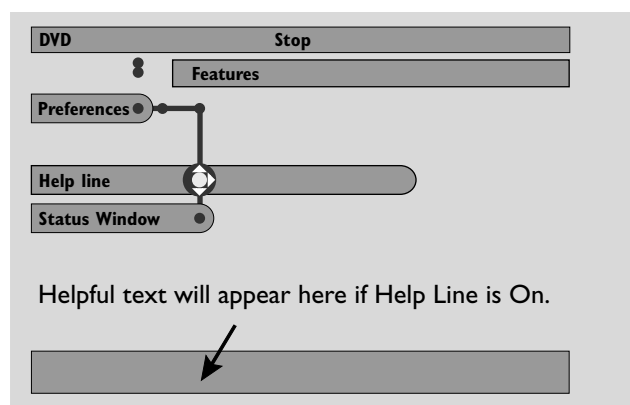 DVD Stop
Features
Preferences
Help line
Status Window
Helpful text will appear here if Help Line is On.